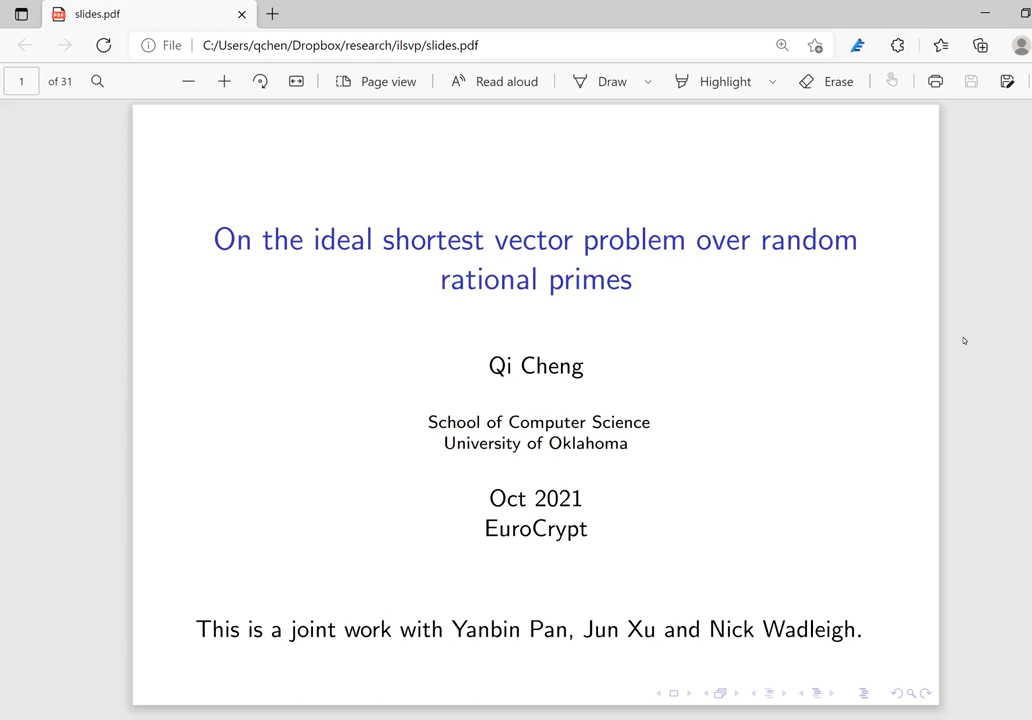 slides.pdf
File
C:/Users/qchen/Dropbox/research/ilsvp/slides.pdf
1 of 31
Page view
Read aloud
Draw
Highlight
Erase
On the ideal shortest vector problem over random
rational primes
Qi Cheng
School of Computer Science
University of Oklahoma
Oct 2021
EuroCrypt
This is a joint work with Yanbin Pan, Jun Xu and Nick Wadleigh.